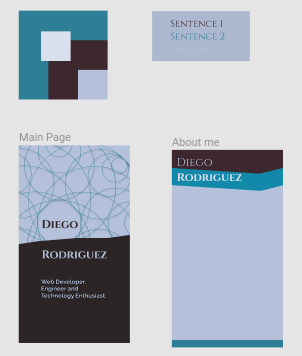 SENTENCE 1
SENTENCE 2
Main Page
DIEGO
RODRIGUEZ
Web Developer,
Engineer and
Technology Enthusiast
About me
DIEGO
RODRIGUEZ